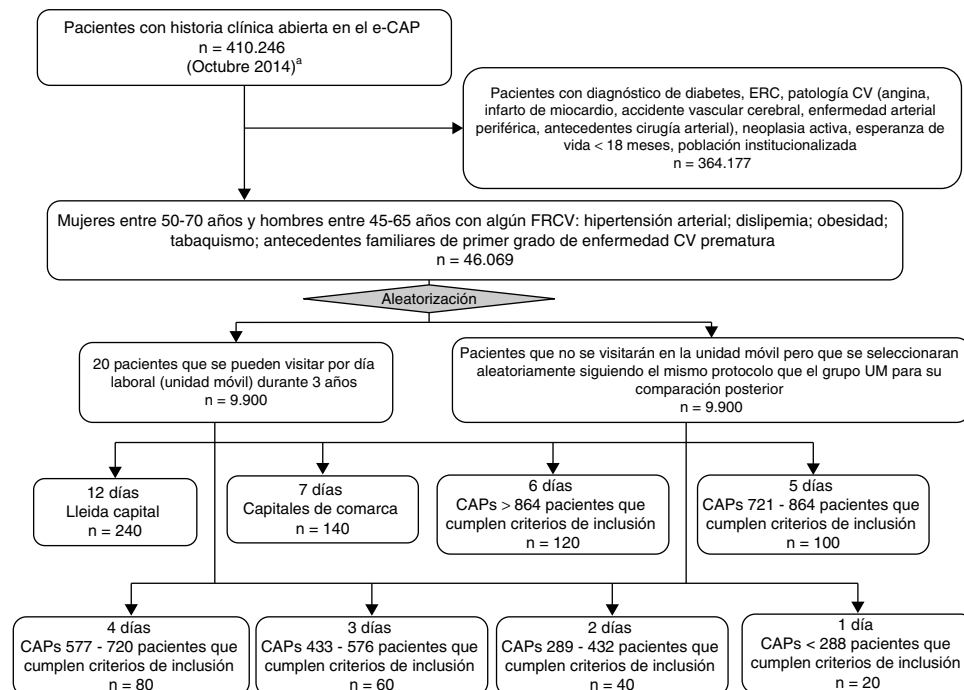 Pacientes con historia clínica abierta en el e-CAP
n = 410.246
(Octubre 2014)a
Pacientes con diagnóstico de diabetes, ERC, patología CV (angina,
infarto de miocardio, accidente vascular cerebral, enfermedad arterial
periférica, antecedentes cirugía arterial), neoplasia activa, esperanza de
vida < 18 meses, población institucionalizada
n = 364.177
Mujeres entre 50-70 años y hombres entre 45-65 años con algún FRCV: hipertensión arterial; dislipemia; obesidad;
tabaquismo; antecedentes familiares de primer grado de enfermedad CV prematura
n = 46.069
Aleatorización
20 pacientes que se pueden visitar por día
laboral (unidad móvil) durante 3 años
n = 9.900
Pacientes que no se visitarán en la unidad móvil pero que se seleccionaran
aleatoriamente siguiendo el mismo protocolo que el grupo UM para su
comparación posterior
n = 9.900
12 días
Lleida capital
n = 240
7 días
Capitales de comarca
n = 140
6 días
CAPs > 864 pacientes que
cumplen criterios de inclusión
n = 120
5 días
CAPs 721 - 864 pacientes que
cumplen criterios de inclusión
n = 100
4 días
CAPs 577 - 720 pacientes que
cumplen criterios de inclusión
n = 80
3 días
CAPs 433 - 576 pacientes que
cumplen criterios de inclusión
n = 60
2 días
CAPs 289 - 432 pacientes que
cumplen criterios de inclusión
n = 40
1 día
CAPs < 288 pacientes que
cumplen criterios de inclusión
n = 20